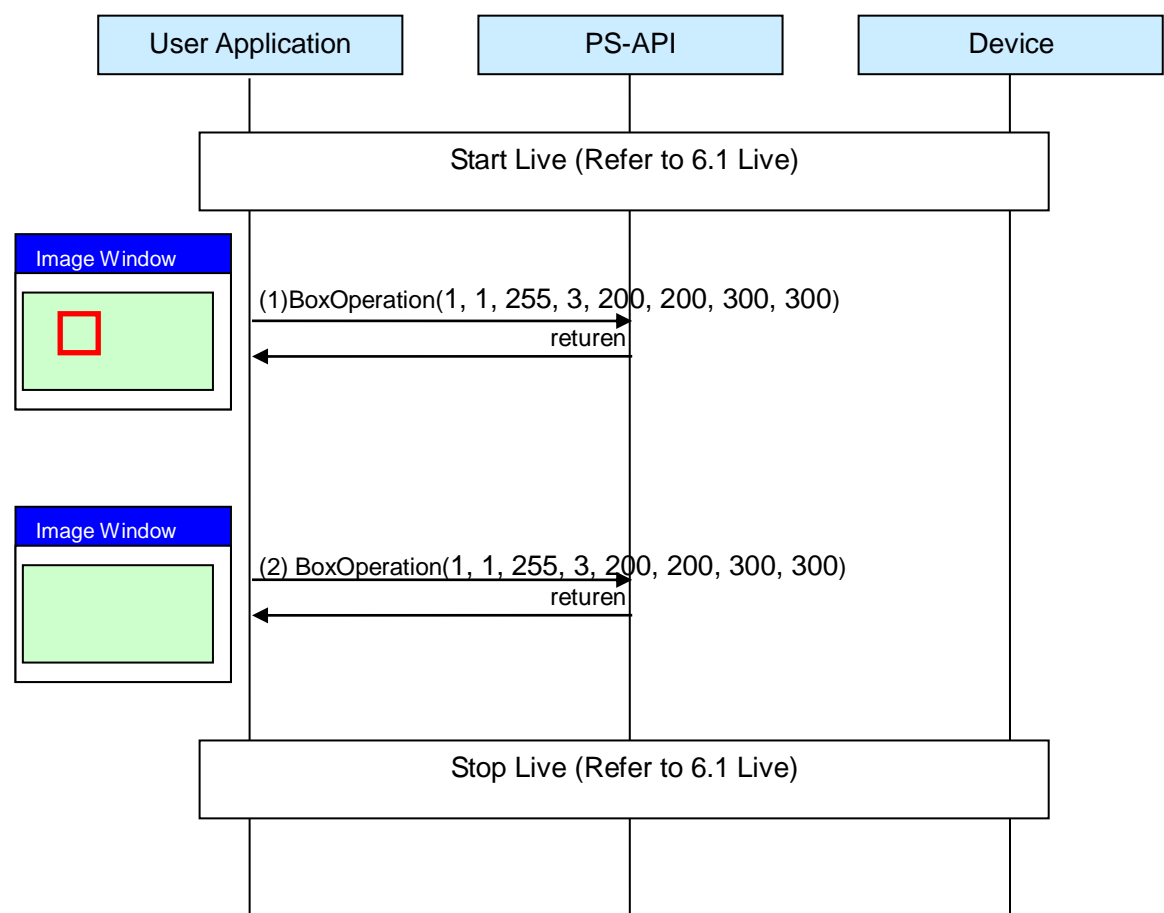 User Application
PS-API
Device
Start Live (Refer to 6.1 Live)
Image Window
(1)BoxOperation(1, 1, 255, 3, 200, 200, 300, 300)
returen
Image Window
(2) BoxOperation(1, 1, 255, 3, 200, 200, 300, 300)
returen
Stop Live (Refer to 6.1 Live)